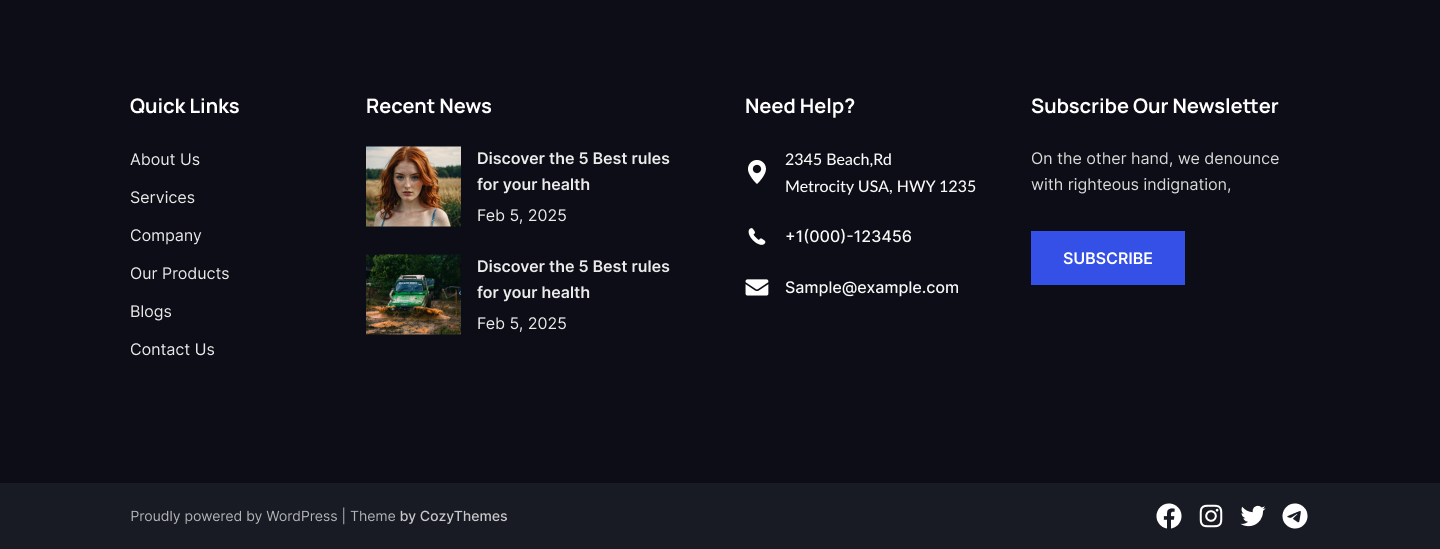 Quick Links
About Us
Services
Company
Our Products
Blogs
Contact Us
Recent News
Discover the 5 Best rules
for your health
Feb 5, 2025
Discover the 5 Best rules
for your health
Feb 5, 2025
Need Help?
2345 Beach,Rd
Metrocity USA, HWY 1235
+1(000)-123456
Sample@example.com
Subscribe Our Newsletter
On the other hand, we denounce
with righteous indignation,
SUBSCRIBE
Proudly powered by WordPress | Theme by CozyThemes